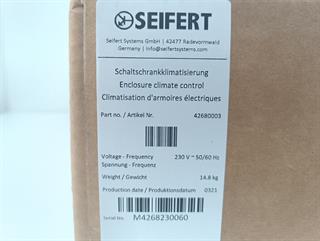 SEIFERT
Seifert Systems GmbH | 42477 Radevormwald
Germany | info@seifertsystems.com
Schaltschrankklimatisierung
Enclosure climate control
Climatisation d'armoires électriques
Part no. / Artikel Nr. 42680003
Voltage - Frequency 230 V ~ 50/60 Hz
Spannung - Frequenz
Weight / Gewicht 14.8 kg
Production date / Produktionsdatum 0321
Serial No. M4268230060